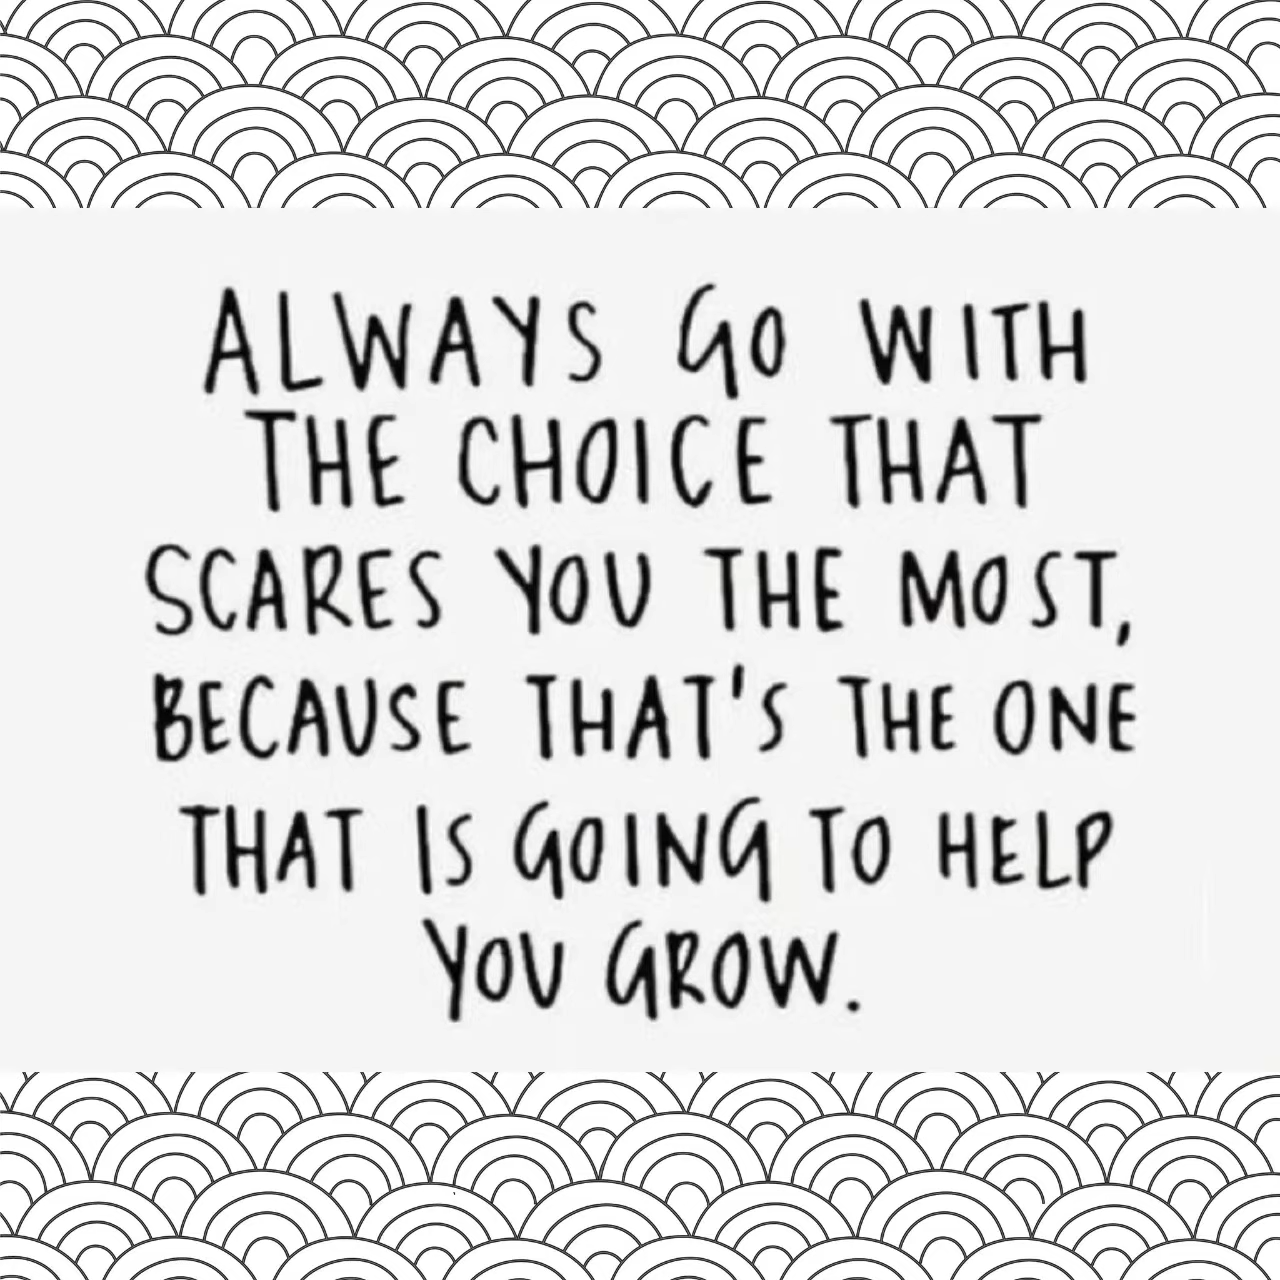 ALWAYS GO WITH
THE CHOICE THAT
SCARES YOU THE MOST,
BECAUSE THAT'S THE ONE
THAT IS GOING TO HELP
YOU GROW.